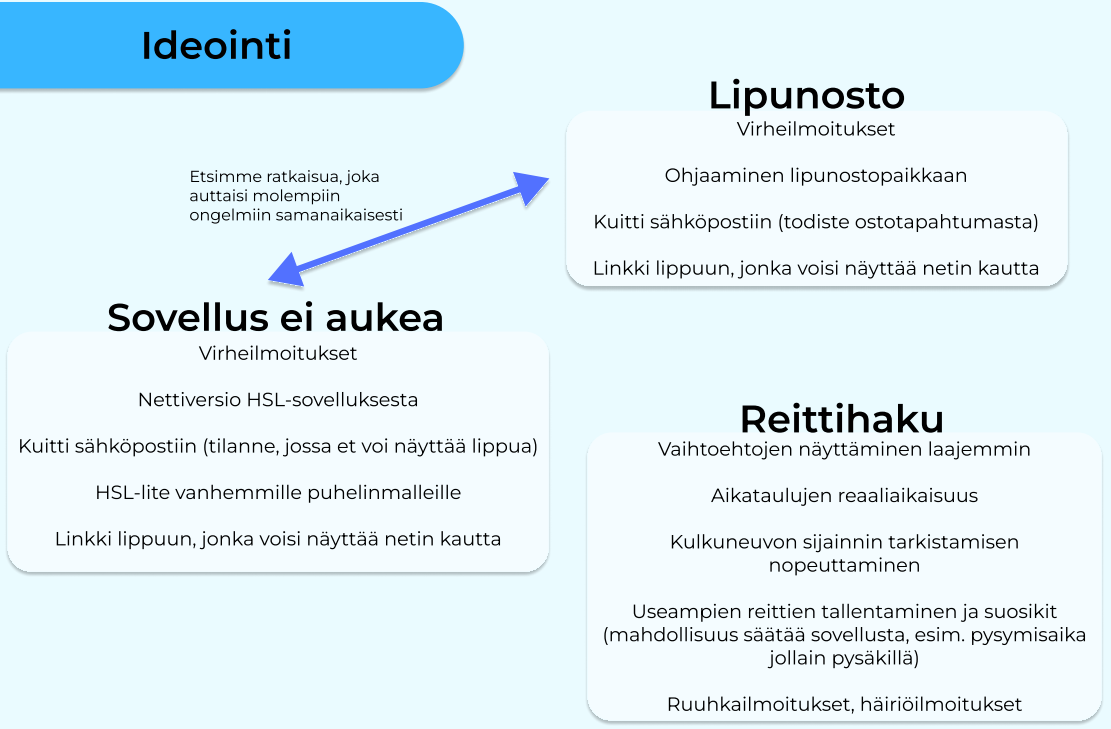 Ideointi
Lipunosto
Virheilmoitukset
Ohjaaminen lipunostopaikkaan
Kuitti sähköpostiin (todiste ostotapahtumasta)
Linkki lippuun, jonka voisi näyttää netin kautta
Etsimme ratkaisua, joka
auttaisi molempiin
ongelmiin samanaikaisesti
Sovellus ei aukea
Virheilmoitukset
Nettiversio HSL-sovelluksesta
Kuitti sähköpostiin (tilanne, jossa et voi näyttää lippua)
HSL-lite vanhemmille puhelinmalleille
Linkki lippuun, jonka voisi näyttää netin kautta
Reittihaku
Vaihtoehtojen näyttäminen laajemmin
Aikataulujen reaaliaikaisuus
Kulkuneuvon sijainnin tarkistamisen
nopeuttaminen
Useampien reittien tallentaminen ja suosikit
(mahdollisuus säätää sovellusta, esim. pysymisaika
jollain pysäkillä)
Ruuhkailmoitukset, häiriöilmoitukset